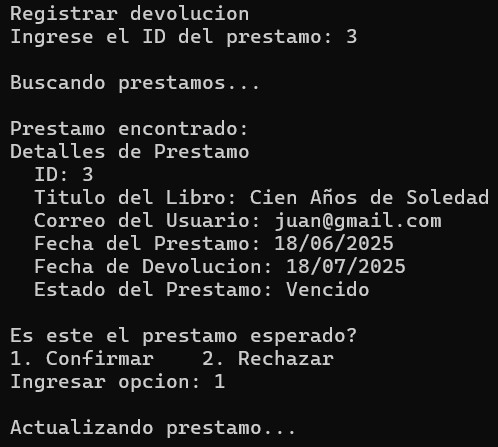 Registrar devolucion
Ingrese el ID del prestamo: 3
Buscando prestamos...
Prestamo encontrado:
Detalles de Prestamo
ID: 3
Titulo del Libro: Cien Años de Soledad
Correo del Usuario: juan@gmail.com
Fecha del Prestamo: 18/06/2025
Fecha de Devolucion: 18/07/2025
Estado del Prestamo: Vencido
Es este el prestamo esperado?
1. Confirmar    2. Rechazar
Ingresar opcion: 1
Actualizando prestamo...